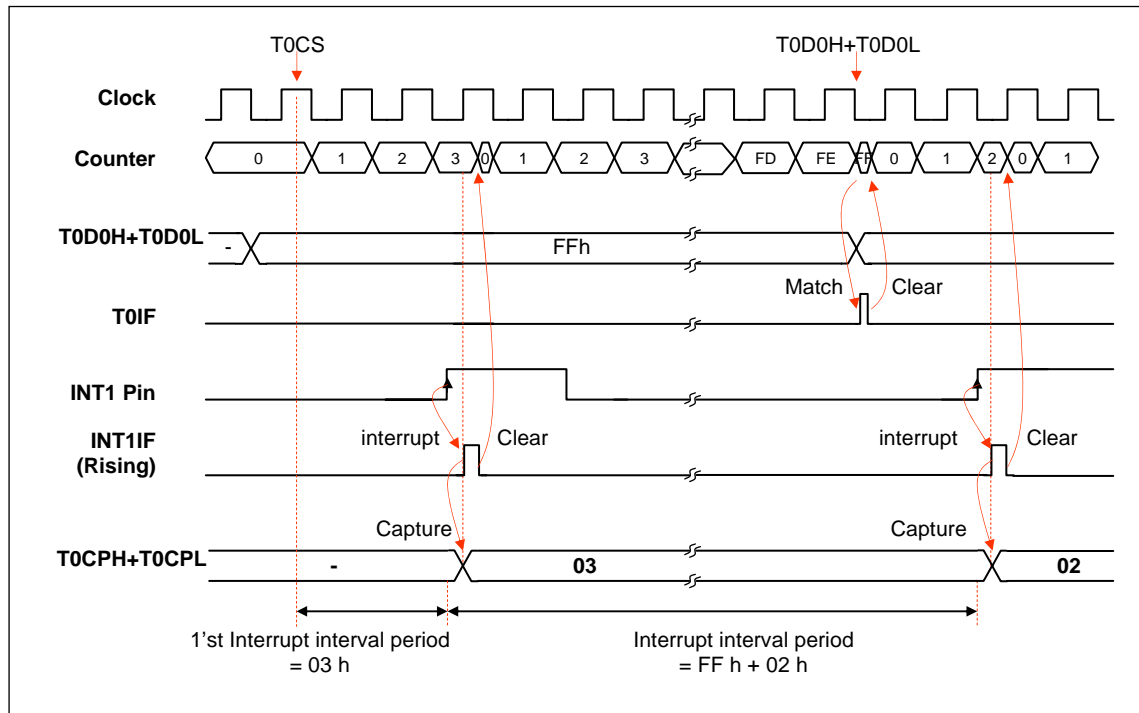 T0CS T0D0H+T0D0L
Clock
Counter 0 1 2 3 0 1 2 3 FD FE FF 0 1 2 0 1
T0D0H+T0D0L - FFh
Match Clear
T0IF
INT1 Pin
INT1IF interrupt Clear interrupt Clear
(Rising)
Capture Capture
T0CPH+T0CPL - 03 02
1'st Interrupt interval period Interrupt interval period
= 03 h = FF h + 02 h